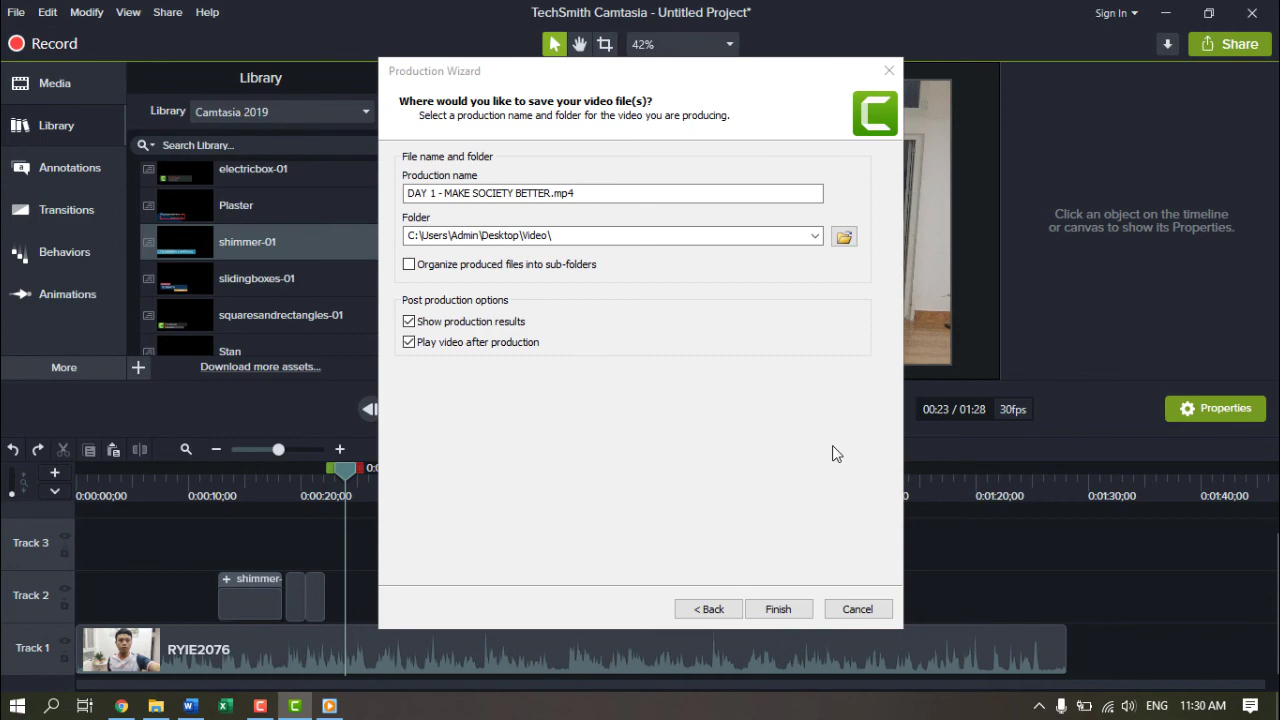 File Edit Modify View Share Help TechSmith Camtasia - Untitled Project* Sign In
Record 42% Share
Production Wizard
Where would you like to save your video file(s)?
Select a production name and folder for the video you are producing.
File name and folder
Production name
DAY 1 - MAKE SOCIETY BETTER.mp4
Folder
C:\Users\Admin\Desktop\Video\
Organize produced files into sub-folders
Post production options
Show production results
Play video after production
< Back Finish Cancel
Media
Library
Annotations
Transitions
Behaviors
Animations
More
Library
Library Camtasia 2019
Search Library...
electricbox-01
Plaster
shimmer-01
slidingboxes-01
squaresandrectangles-01
Stan
Download more assets...
Click an object on the timeline
or canvas to show its Properties.
00:23 / 01:28 30fps Properties
0:00:00;00 0:00:10;00 0:00:20;00 0:01:20;00 0:01:30;00 0:01:40;00
Track 3
Track 2 shimmer-
Track 1 RYIE2076
ENG 11:30 AM